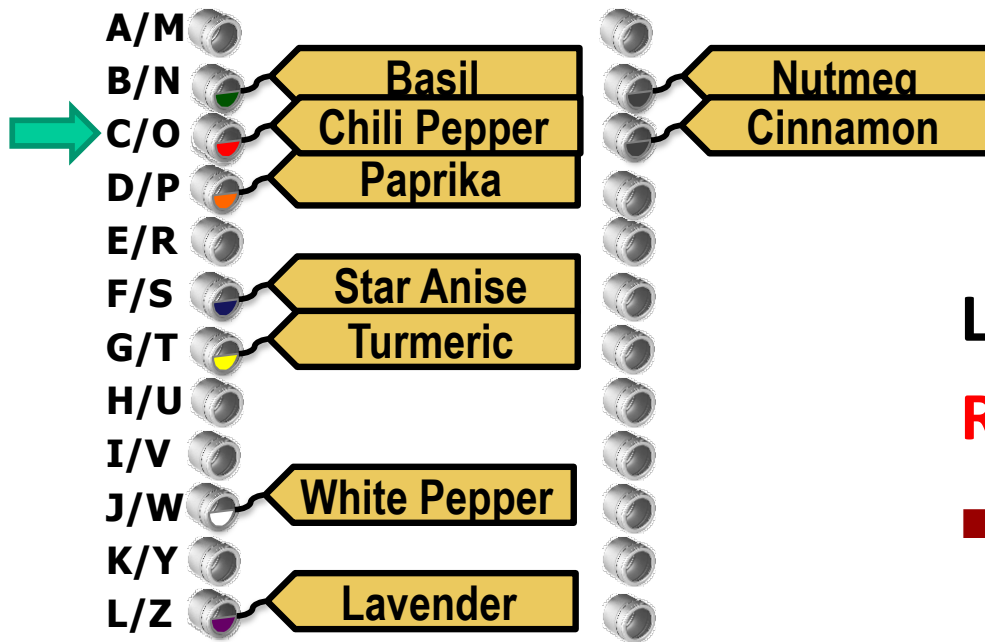 A/M
B/N Basil Nutmeg
C/O Chili Pepper Cinnamon
D/P Paprika
E/R
F/S Star Anise
L
G/T Turmeric
H/U
R
I/V
J/W White Pepper
K/Y
L/Z Lavender